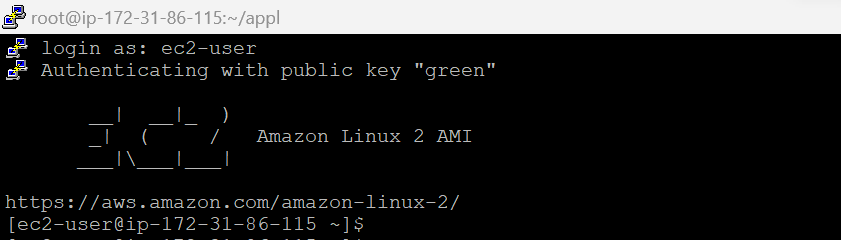 root@ip-172-31-86-115:~/appl
login as: ec2-user
Authenticating with public key "green"
       __|  __|_  )
       _|  (     /   Amazon Linux 2 AMI
      ___|\___|___|
https://aws.amazon.com/amazon-linux-2/
[ec2-user@ip-172-31-86-115 ~]$